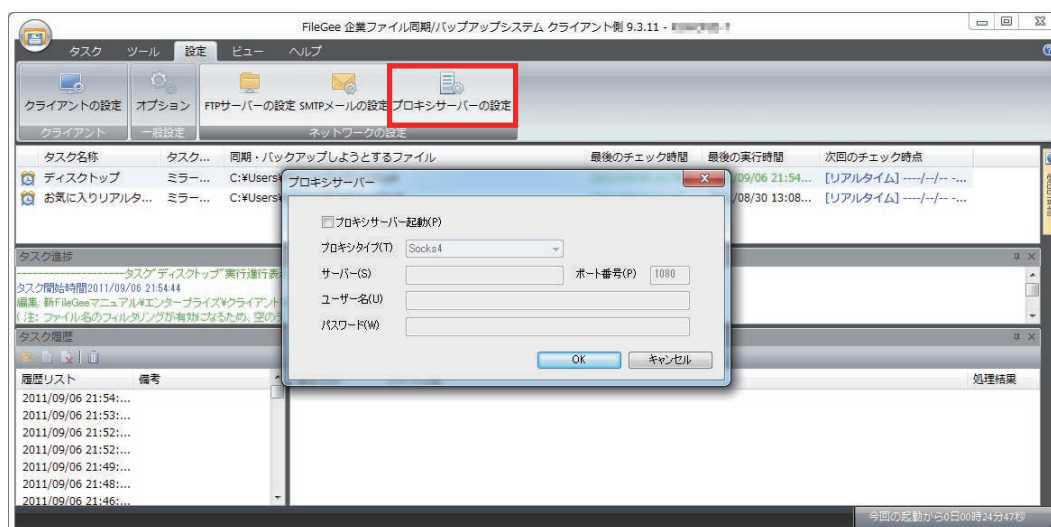 FileGee 企業ファイル同期/バップアップシステム クライアント側 9.3.11 -
タスク ツール 設定 ビュー ヘルプ
クライアントの設定 オプション FTPサーバーの設定 SMTPメールの設定 プロキシサーバーの設定
クライアント 一般設定 ネットワークの設定
タスク名称 タスク... 同期・バックアップしようとするファイル 最後のチェック時間 最後の実行時間 次回のチェック時点
ディスクトップ ミラー... C:¥Users /09/06 21:54... [リアルタイム] ----/--/-- -...
お気に入りリアルタ... ミラー... C:¥Users /08/30 13:08... [リアルタイム] ----/--/-- -...
プロキシサーバー
プロキシサーバー起動(P)
プロキシタイプ(T) Socks4
サーバー(S) ポート番号(P) 1080
ユーザー名(U)
パスワード(W)
OK キャンセル
タスク進捗
--------------------タスク"ディスクトップ"実行進行表
タスク開始時間2011/09/06 21:54:44
編集: 新FileGeeマニュアル¥エンタープライズ¥クライアント
(注: ファイル名のフィルタリングが有効になるため、空の
タスク履歴
履歴リスト 備考 処理結果
2011/09/06 21:54:...
2011/09/06 21:53:...
2011/09/06 21:52:...
2011/09/06 21:52:...
2011/09/06 21:49:...
2011/09/06 21:48:...
2011/09/06 21:46:...
今回の起動から0日00時24分47秒